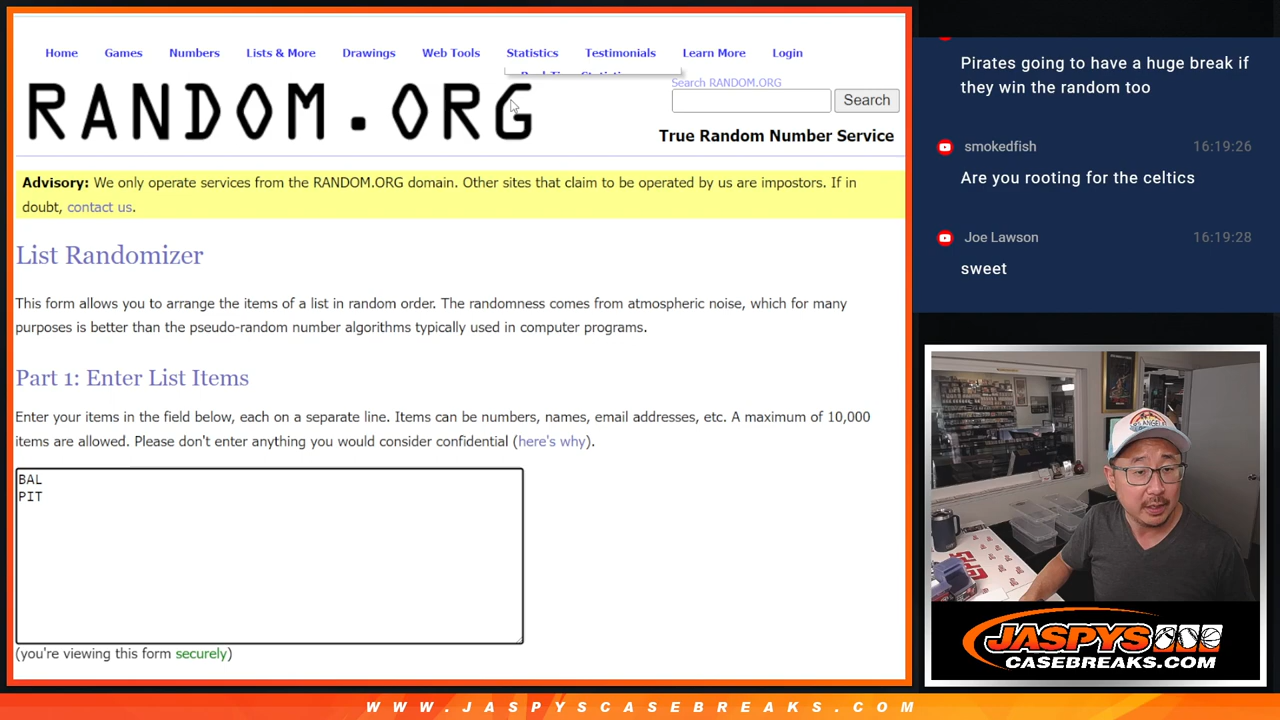 Home Games Numbers Lists & More Drawings Web Tools Statistics Testimonials Learn More Login
Search RANDOM.ORG
RANDOM.ORG
Search
True Random Number Service
Advisory: We only operate services from the RANDOM.ORG domain. Other sites that claim to be operated by us are impostors. If in
doubt, contact us.
List Randomizer
This form allows you to arrange the items of a list in random order. The randomness comes from atmospheric noise, which for many
purposes is better than the pseudo-random number algorithms typically used in computer programs.
Part 1: Enter List Items
Enter your items in the field below, each on a separate line. Items can be numbers, names, email addresses, etc. A maximum of 10,000
items are allowed. Please don't enter anything you would consider confidential (here's why).
BAL
PIT
(you're viewing this form securely)
Pirates going to have a huge break if
they win the random too
smokedfish 16:19:26
Are you rooting for the celtics
Joe Lawson 16:19:28
sweet
JASPYS
CASEBREAKS.COM
WWW.JASPYSCASEBREAKS.COM